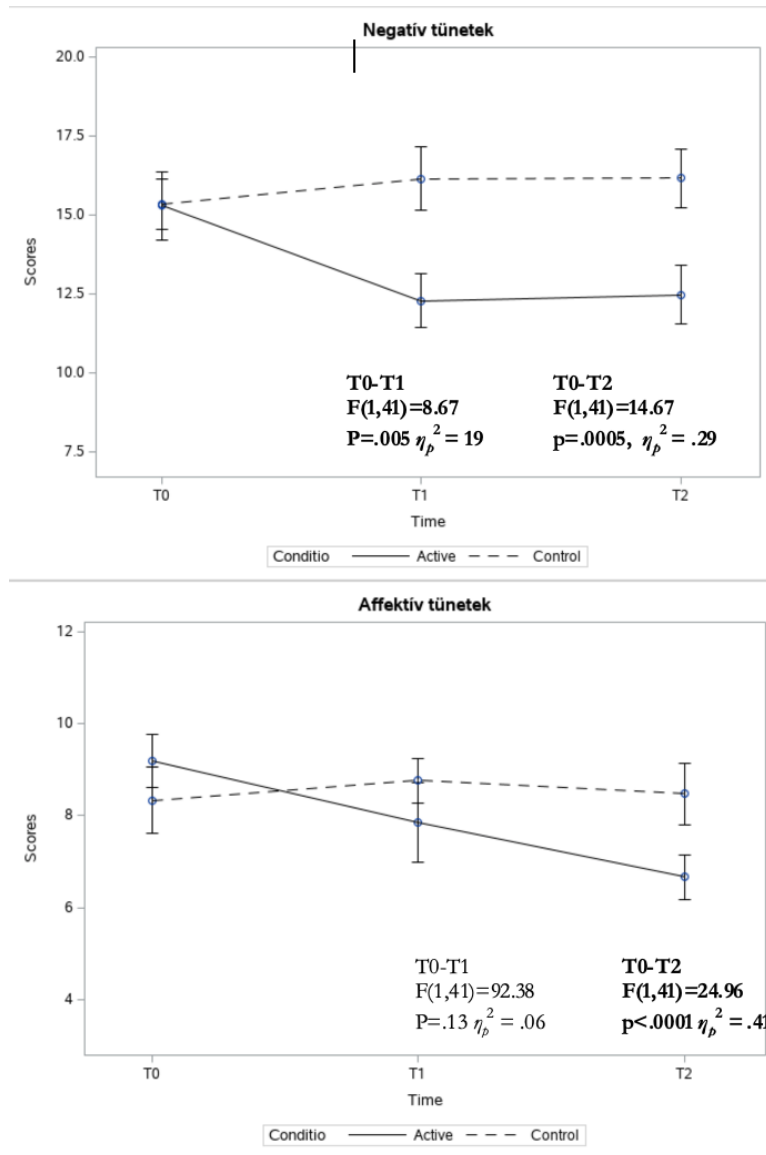 Negatív tünetek
20.0
17.5
15.0
12.5
10.0
7.5
Scores
T0-T1
F(1,41)=8.67
P=.005 ηp² = 19
T0-T2
F(1,41)=14.67
p=.0005, ηp² = .29
T0
T1
T2
Time
Conditio
Active
Control
Affektív tünetek
12
10
8
6
4
Scores
T0-T1
F(1,41)=92.38
P=.13 ηp² = .06
T0-T2
F(1,41)=24.96
p<.0001 ηp² = .41
T0
T1
T2
Time
Conditio
Active
Control